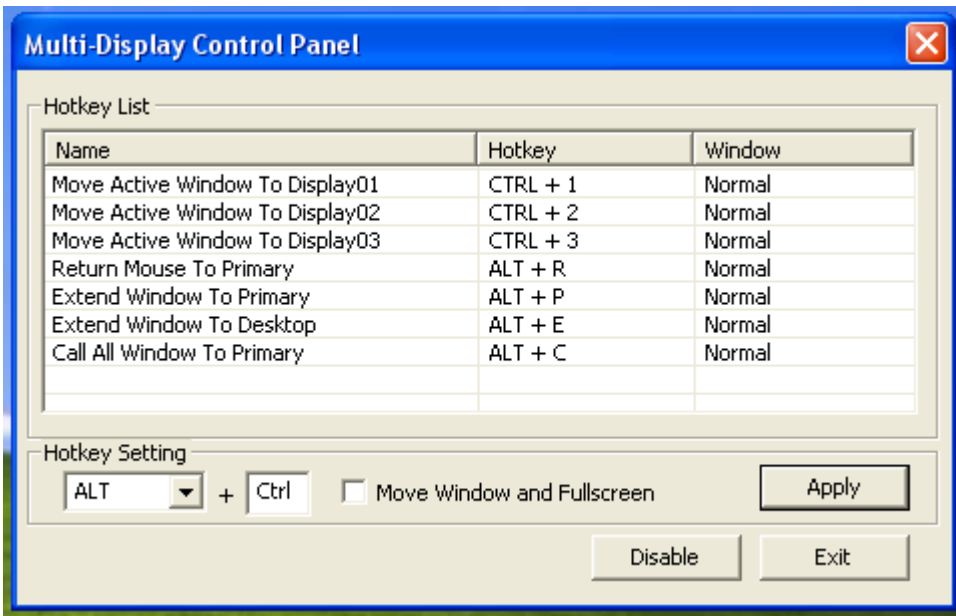 Multi-Display Control Panel
Hotkey List
Name Hotkey Window
Move Active Window To Display01 CTRL + 1 Normal
Move Active Window To Display02 CTRL + 2 Normal
Move Active Window To Display03 CTRL + 3 Normal
Return Mouse To Primary ALT + R Normal
Extend Window To Primary ALT + P Normal
Extend Window To Desktop ALT + E Normal
Call All Window To Primary ALT + C Normal
Hotkey Setting
ALT + Ctrl Move Window and Fullscreen Apply
Disable Exit